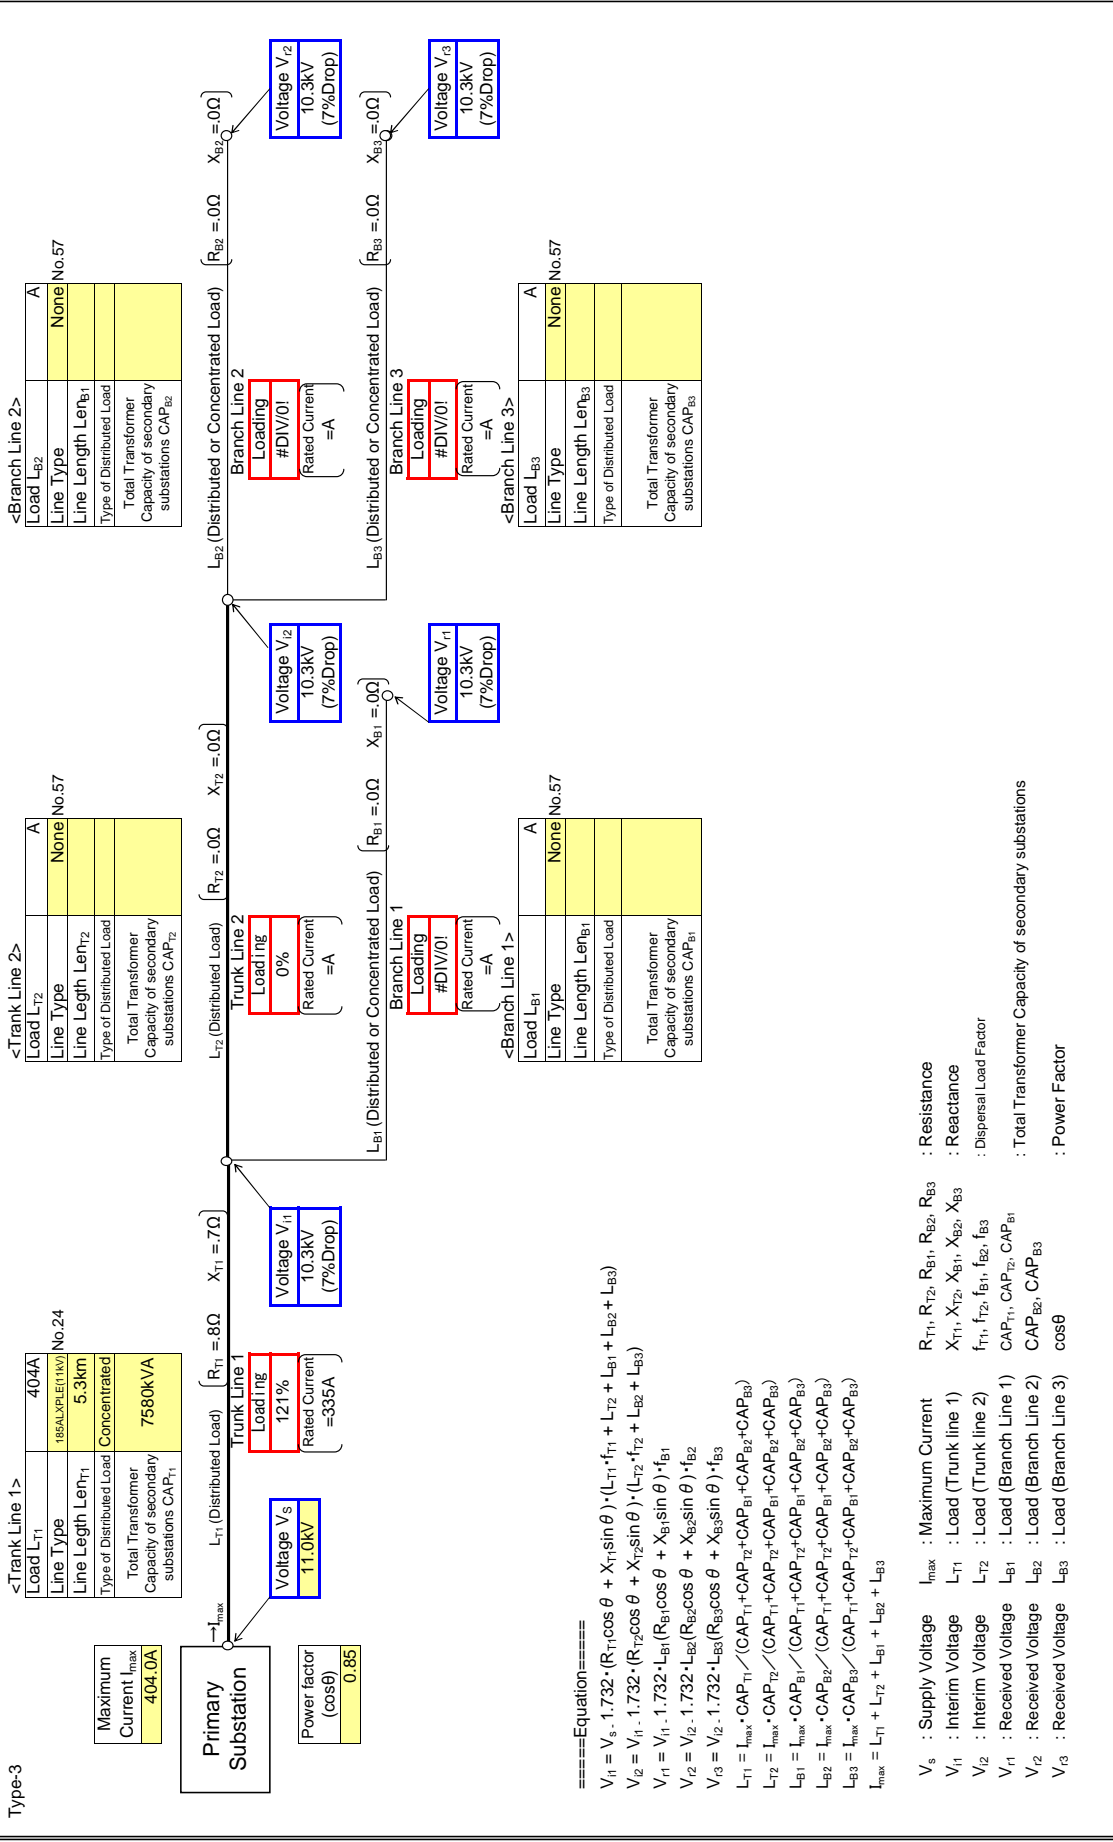 Type-3
Maximum
Current Imax
404.0A
Primary
Substation
→Imax
Power factor
(cosθ)
0.85
Voltage VS
11.0kV
<Trank Line 1>
Load LT1 404A
Line Type 185ALXPLE(11kV) No.24
Line Length LenT1 5.3km
Type of Distributed Load Concentrated
Total Transformer
Capacity of secondary
substations CAPT1
7580kVA
LT1 (Distributed Load) RT1 =.8Ω XT1 =.7Ω
Trunk Line 1
Loading
121%
Rated Current
=335A
Voltage Vi1
10.3kV
(7%Drop)
<Trank Line 2>
Load LT2 A
Line Type None No.57
Line Legth LenT2
Type of Distributed Load
Total Transformer
Capacity of secondary
substations CAPT2
LT2 (Distributed Load) RT2 =.0Ω XT2 =.0Ω
Trunk Line 2
Loading
0%
Rated Current
=A
Voltage Vi2
10.3kV
(7%Drop)
LB1 (Distributed or Concentrated Load) RB1 =.0Ω XB1 =.0Ω
Branch Line 1
Loading
#DIV/0!
Rated Current
=A
Voltage Vr1
10.3kV
(7%Drop)
<Branch Line 1>
Load LB1 A
Line Type None No.57
Line Length LenB1
Type of Distributed Load
Total Transformer
Capacity of secondary
substations CAPB1
<Branch Line 2>
Load LB2 A
Line Type None No.57
Line Length LenB1
Type of Distributed Load
Total Transformer
Capacity of secondary
substations CAPB2
LB2 (Distributed or Concentrated Load) RB2 =.0Ω XB2 =.0Ω
Branch Line 2
Loading
#DIV/0!
Rated Current
=A
Voltage Vr2
10.3kV
(7%Drop)
LB3 (Distributed or Concentrated Load) RB3 =.0Ω XB3 =.0Ω
Branch Line 3
Loading
#DIV/0!
Rated Current
=A
Voltage Vr3
10.3kV
(7%Drop)
<Branch Line 3>
Load LB3 A
Line Type None No.57
Line Length LenB3
Type of Distributed Load
Total Transformer
Capacity of secondary
substations CAPB3
=====Equation=====
Vi1 = VS - 1.732・(RT1cosθ + XT1sinθ)・(LT1・fT1 + LT2 + LB1 + LB2 + LB3)
Vi2 = Vi1 - 1.732・(RT2cosθ + XT2sinθ)・(LT2・fT2 + LB2 + LB3)
Vr1 = Vi1 - 1.732・LB1(RB1cosθ + XB1sinθ)・fB1
Vr2 = Vi2 - 1.732・LB2(RB2cosθ + XB2sinθ)・fB2
Vr3 = Vi2 - 1.732・LB3(RB3cosθ + XB3sinθ)・fB3
LT1 = Imax・CAPT1／(CAPT1+CAPT2+CAPB1+CAPB2+CAPB3)
LT2 = Imax・CAPT2／(CAPT1+CAPT2+CAPB1+CAPB2+CAPB3)
LB1 = Imax・CAPB1／(CAPT1+CAPT2+CAPB1+CAPB2+CAPB3)
LB2 = Imax・CAPB2／(CAPT1+CAPT2+CAPB1+CAPB2+CAPB3)
LB3 = Imax・CAPB3／(CAPT1+CAPT2+CAPB1+CAPB2+CAPB3)
Imax = LT1 + LT2 + LB1 + LB2 + LB3
Vs : Supply Voltage Imax : Maximum Current RT1, RT2, RB1, RB2, RB3 : Resistance
Vi1 : Interim Voltage LT1 : Load (Trunk line 1) XT1, XT2, XB1, XB2, XB3 : Reactance
Vi2 : Interim Voltage LT2 : Load (Trunk line 2) fT1, fT2, fB1, fB2, fB3 : Dispersal Load Factor
Vr1 : Received Voltage LB1 : Load (Branch Line 1) CAPT1, CAPT2, CAPB1
Vr2 : Received Voltage LB2 : Load (Branch Line 2) CAPB2, CAPB3 : Total Transformer Capacity of secondary substations
Vr3 : Received Voltage LB3 : Load (Branch Line 3) cosθ : Power Factor